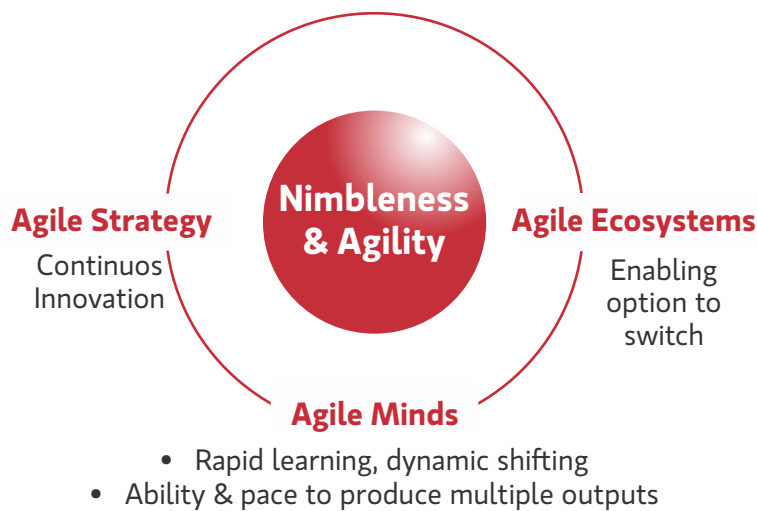 Nimbleness
& Agility
Agile Strategy
Continuos
Innovation
Agile Ecosystems
Enabling
option to
switch
Agile Minds
• Rapid learning, dynamic shifting
• Ability & pace to produce multiple outputs